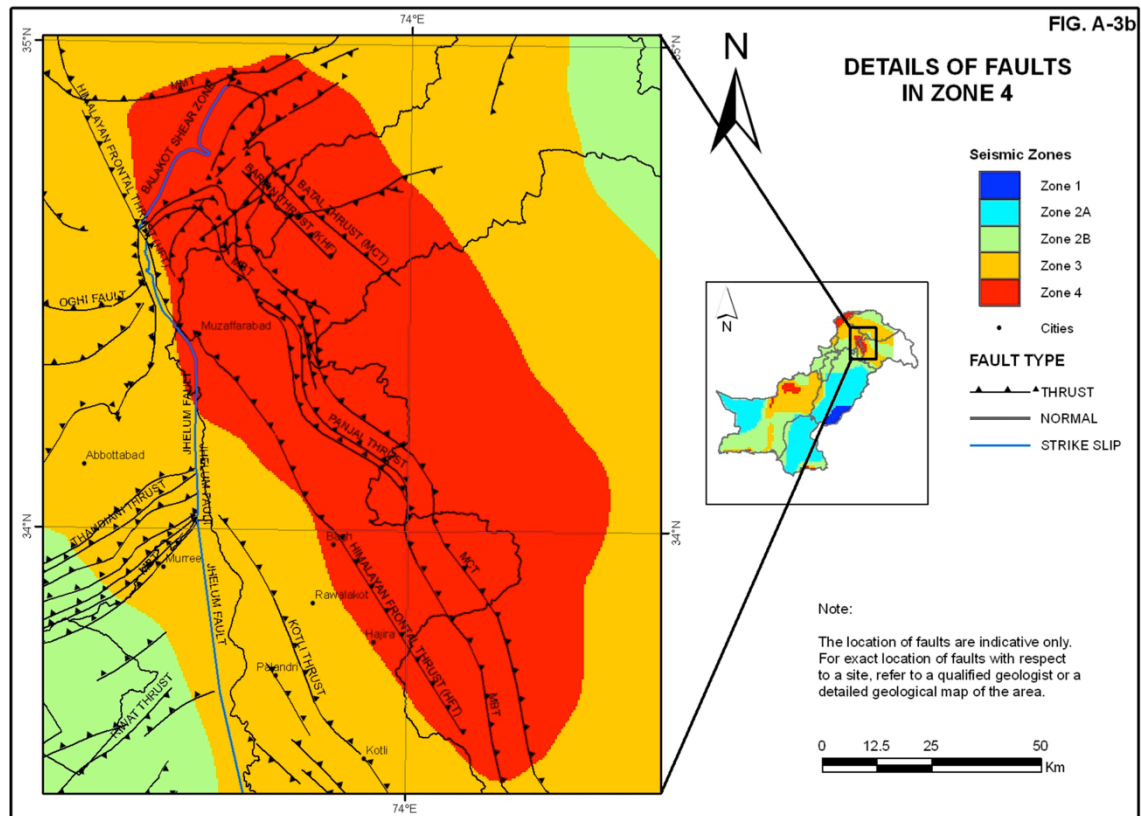 FIG. A-3b
74°E
35°N
35°N
N
DETAILS OF FAULTS
IN ZONE 4
MMT
HIMALAYAN FRONTAL THRUST (HFT)
BALAKOT SHEAR ZONE
BATAL THRUST (MCT)
THRUST (KHF)
MBT
OGHI FAULT
Muzaffarabad
JHELUM FAULT
PANJAL THRUST
Abbottabad
JHELUM FAULT
THANDIANI THRUST
34°N
34°N
Bagh
MCT
Murree
HIMALAYAN FRONTAL THRUST (HFT)
Rawalakot
JHELUM FAULT
KOTLI THRUST
Hajira
Palandri
MBT
Kotli
74°E
Seismic Zones
Zone 1
Zone 2A
Zone 2B
Zone 3
Zone 4
Cities
FAULT TYPE
THRUST
NORMAL
STRIKE SLIP
N
Note:
The location of faults are indicative only.
For exact location of faults with respect
to a site, refer to a qualified geologist or a
detailed geological map of the area.
0 12.5 25 50
Km